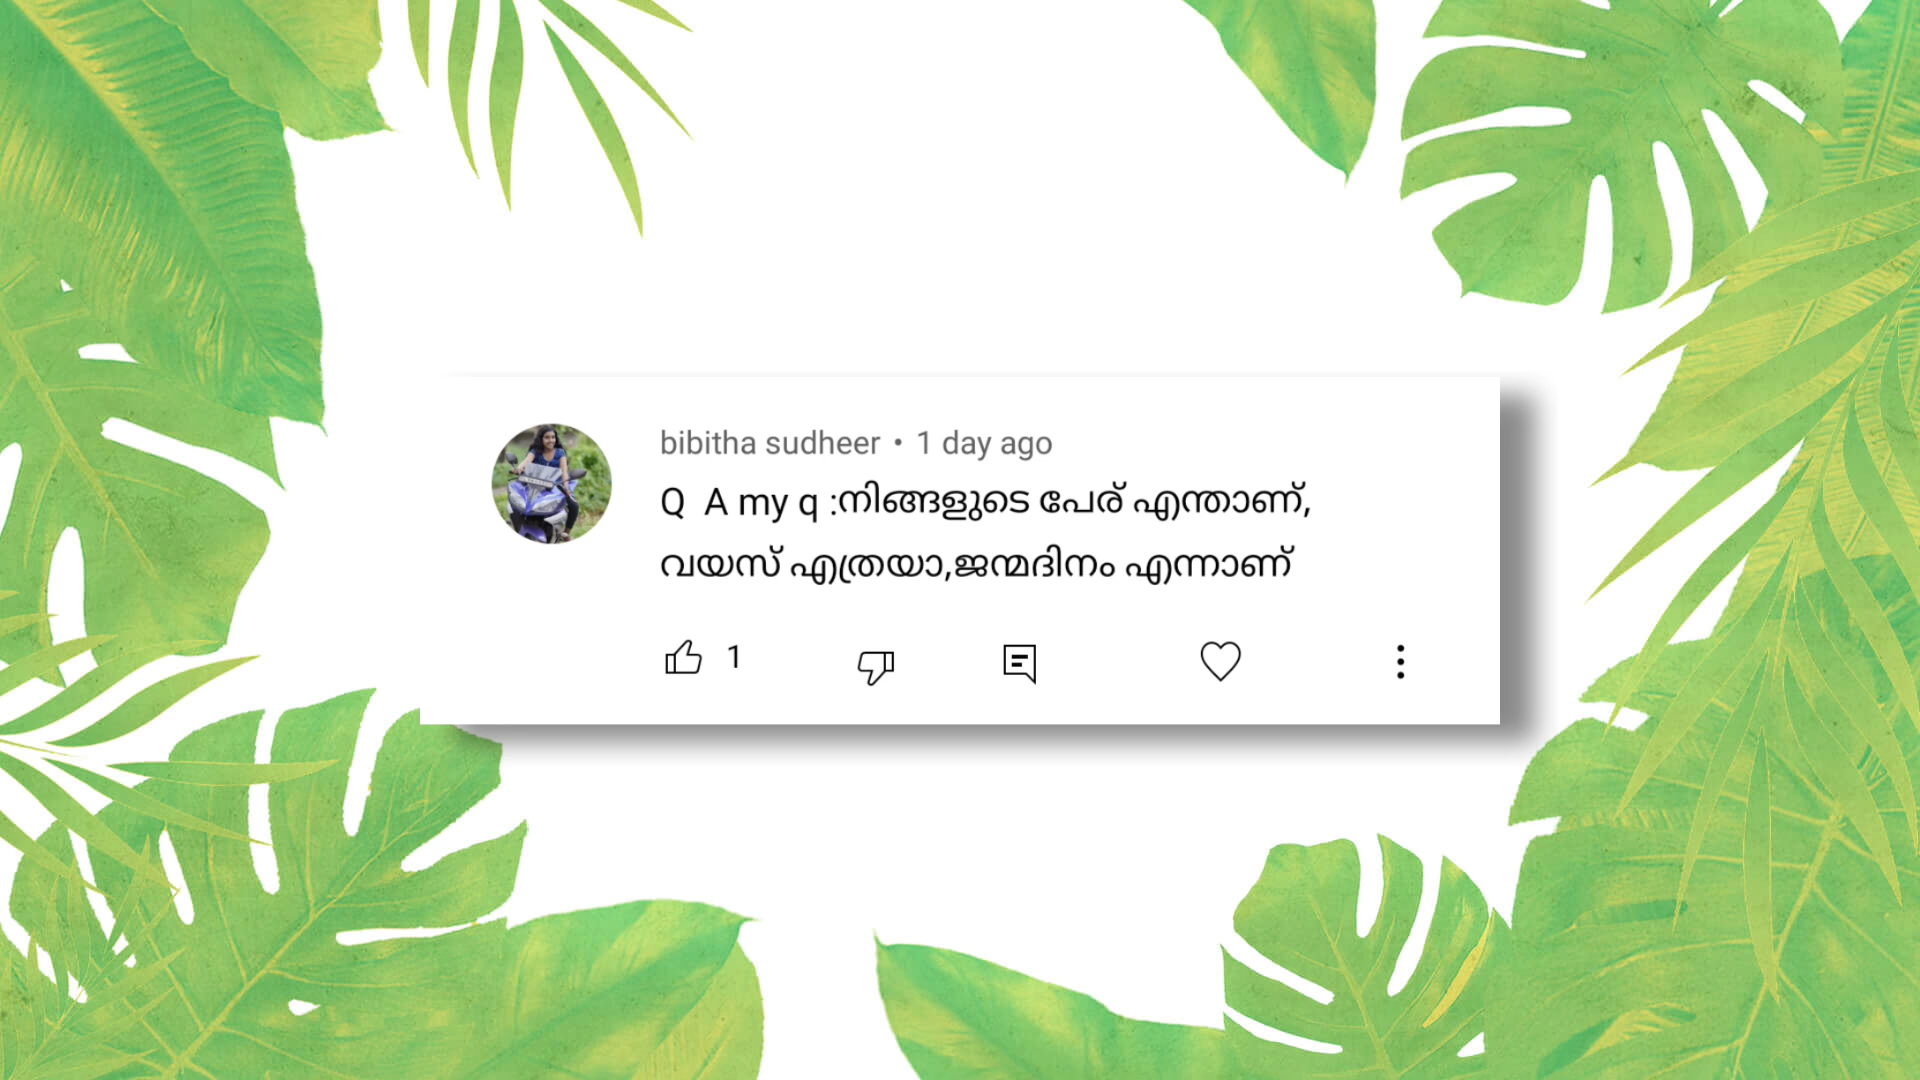 bibitha sudheer • 1 day ago
Q A my q :നിങ്ങളുടെ പേര് എന്താണ്,
വയസ് എത്രയാ,ജന്മദിനം എന്നാണ്
1